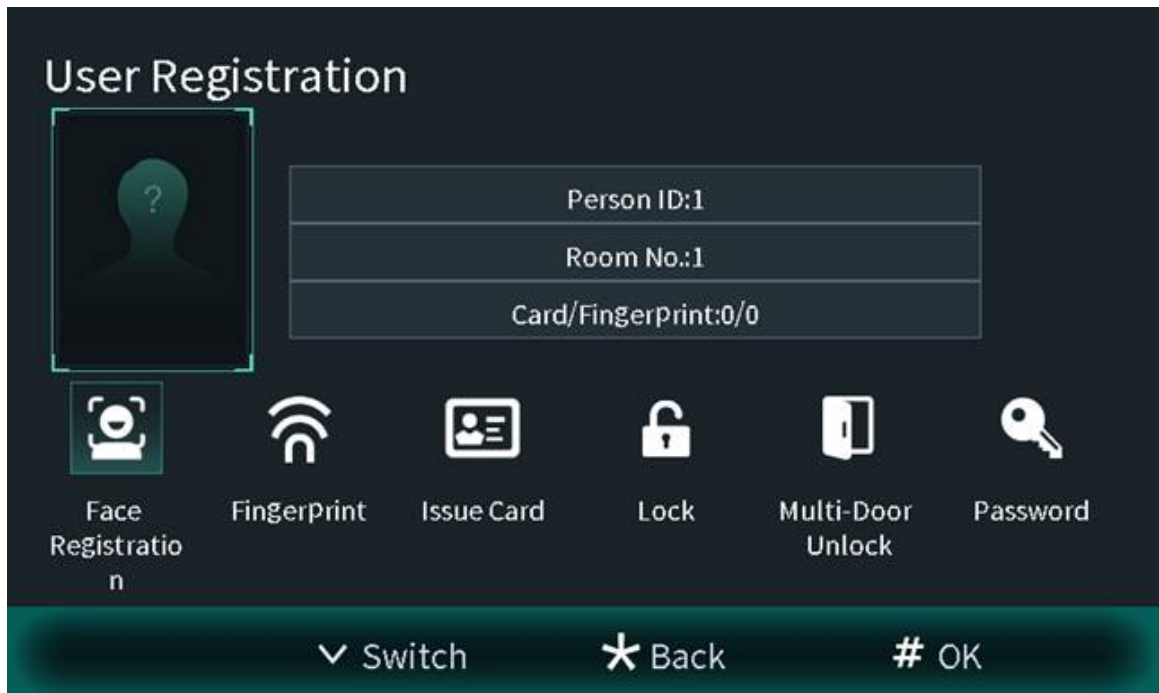 User Registration
?
Person ID:1
Room No.:1
Card/Fingerprint:0/0
Face
Registratio
n
Fingerprint
Issue Card
Lock
Multi-Door
Unlock
Password
Switch
* Back
# OK